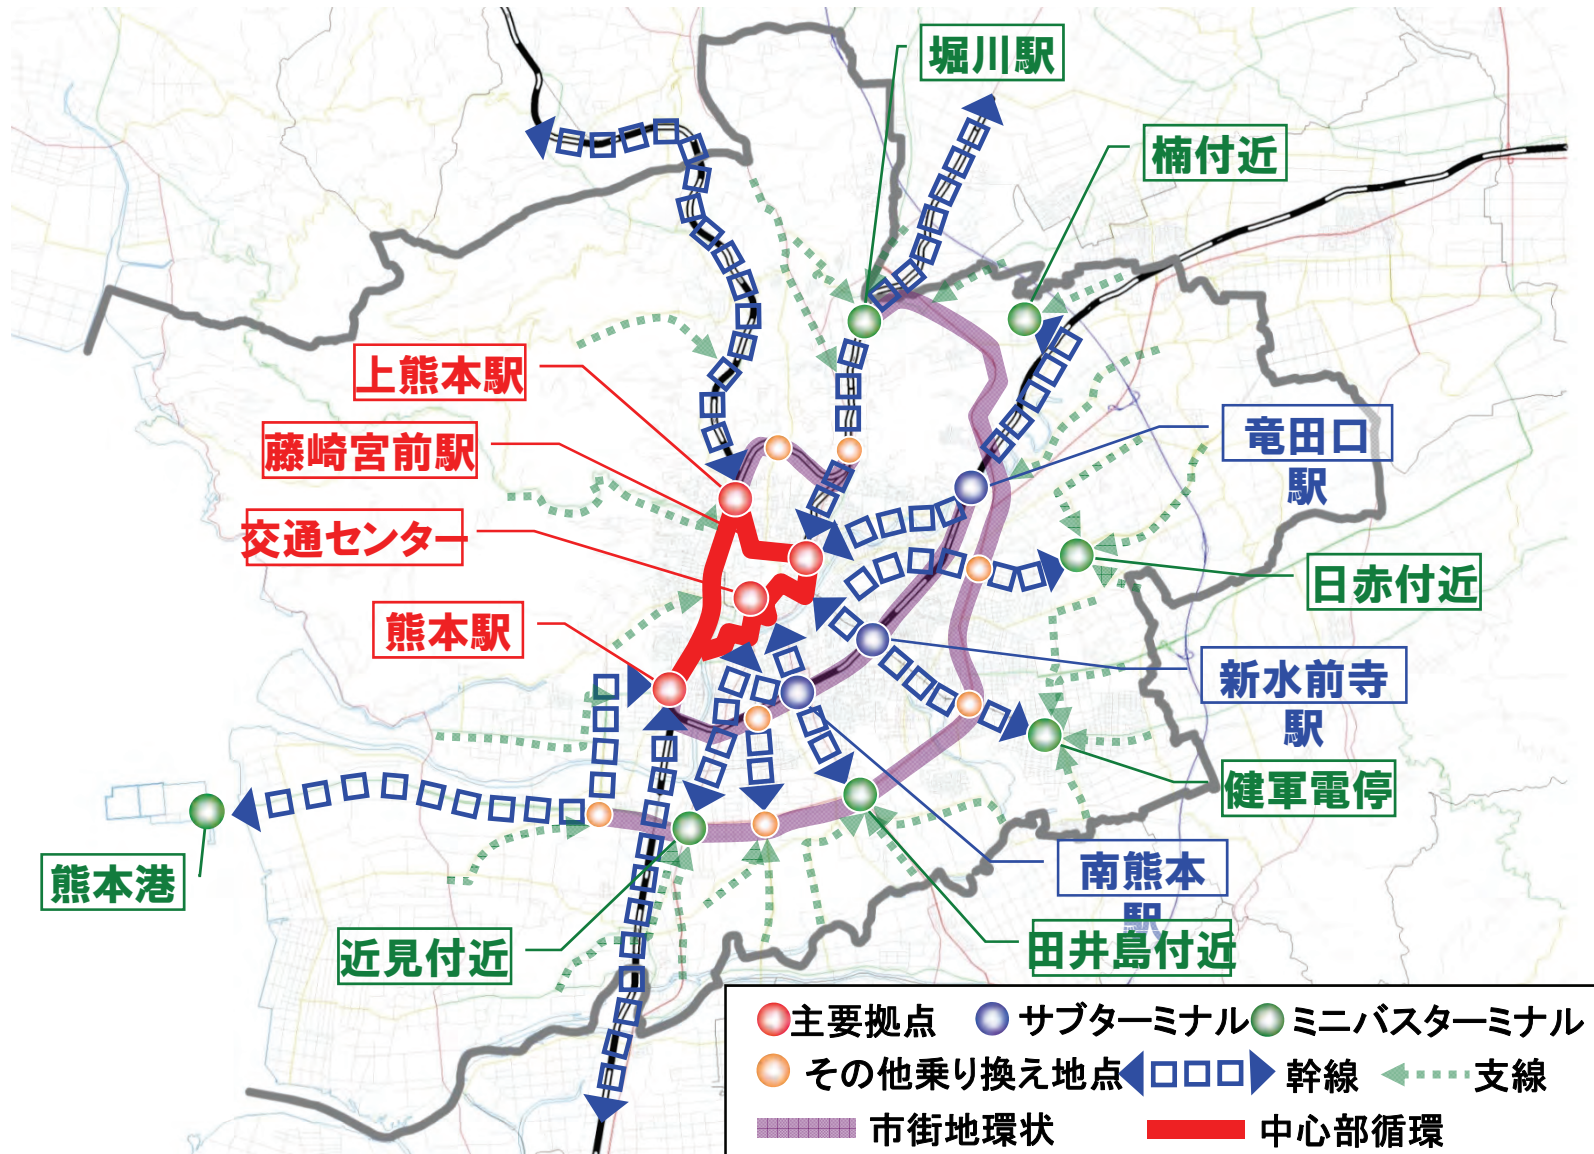 堀川駅
楠付近
上熊本駅
藤崎宮前駅
竜田口
駅
交通センター
日赤付近
熊本駅
新水前寺
駅
健軍電停
熊本港
南熊本
駅
近見付近
田井島付近
主要拠点
サブターミナル
ミニバスターミナル
その他乗り換え地点
幹線
支線
市街地環状
中心部循環